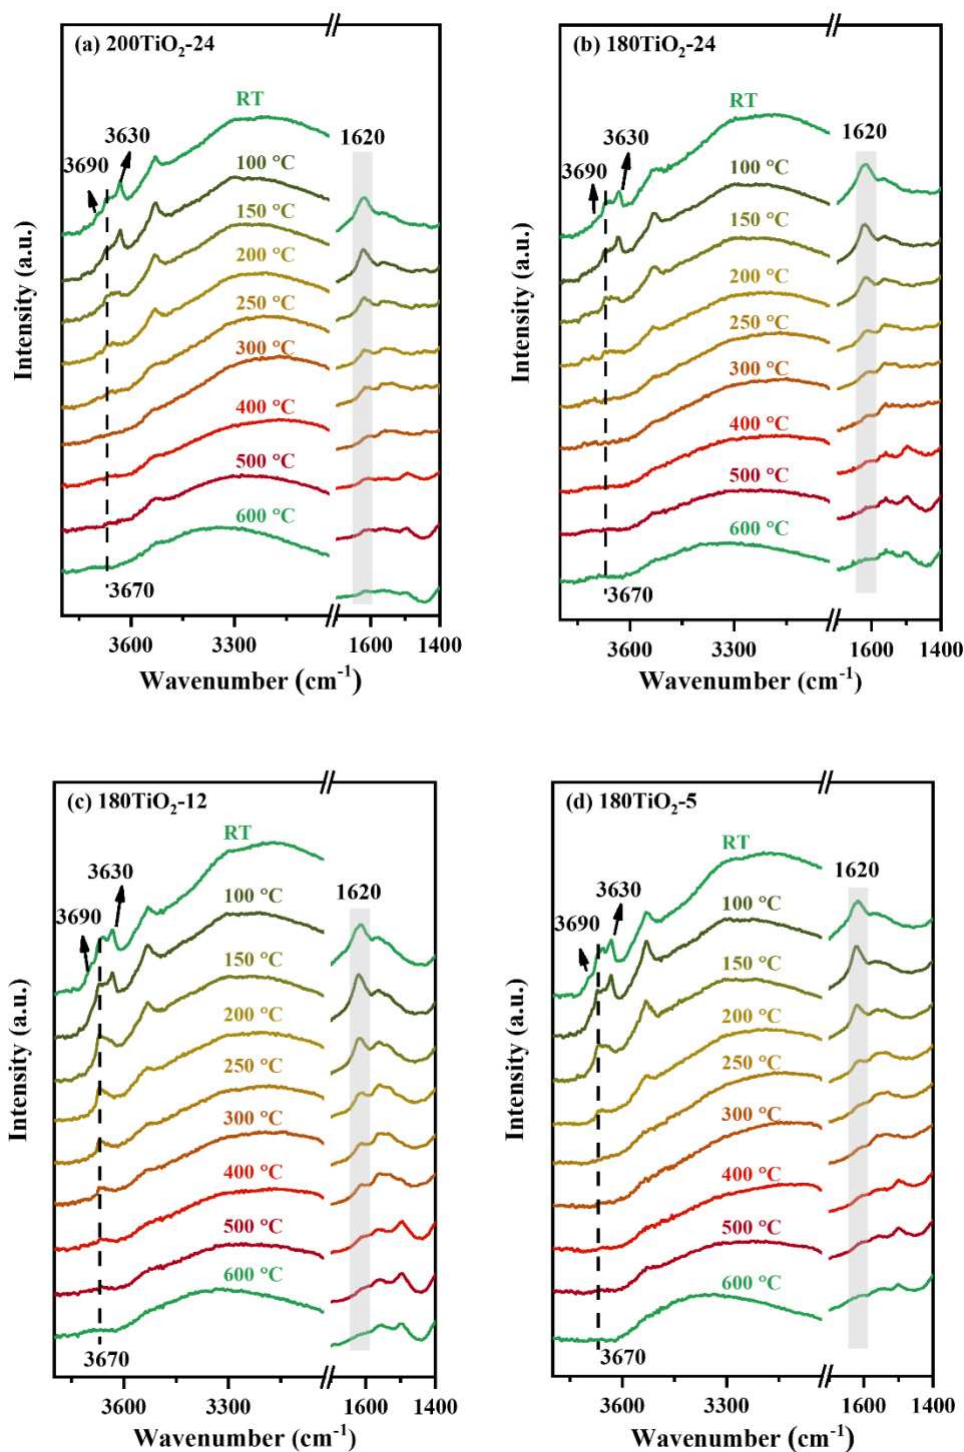 (a) 200TiO₂-24
RT
3630
1620
3690
100 °C
150 °C
200 °C
250 °C
300 °C
400 °C
500 °C
600 °C
3670
Intensity (a.u.)
3600 3300 1600 1400
Wavenumber (cm⁻¹)
(b) 180TiO₂-24
RT
3630
1620
3690
100 °C
150 °C
200 °C
250 °C
300 °C
400 °C
500 °C
600 °C
3670
Intensity (a.u.)
3600 3300 1600 1400
Wavenumber (cm⁻¹)
(c) 180TiO₂-12
RT
3630
1620
3690
100 °C
150 °C
200 °C
250 °C
300 °C
400 °C
500 °C
600 °C
3670
Intensity (a.u.)
3600 3300 1600 1400
Wavenumber (cm⁻¹)
(d) 180TiO₂-5
RT
3630
1620
3690
100 °C
150 °C
200 °C
250 °C
300 °C
400 °C
500 °C
600 °C
3670
Intensity (a.u.)
3600 3300 1600 1400
Wavenumber (cm⁻¹)